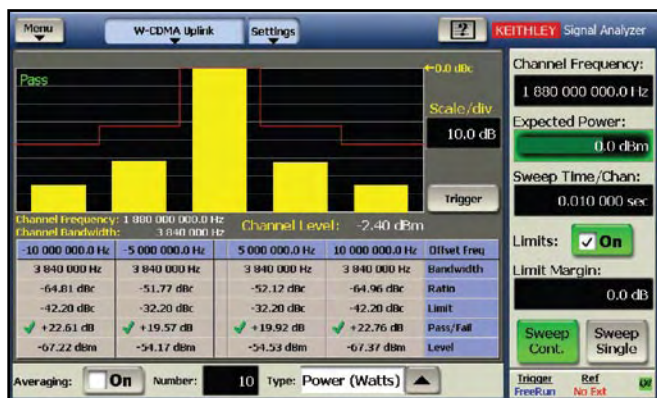 Menu W-CDMA Uplink Settings ? KEITHLEY Signal Analyzer
Pass
0.0 dBc
Scale/div
10.0 dB
Trigger
Channel Frequency: 1 880 000 000.0 Hz
Channel Bandwidth: 3 840 000 Hz
Channel Level: -2.40 dBm
-10 000 000.0 Hz -5 000 000.0 Hz 5 000 000.0 Hz 10 000 000.0 Hz Offset Freq
3 840 000 Hz 3 840 000 Hz 3 840 000 Hz 3 840 000 Hz Bandwidth
-64.81 dBc -51.77 dBc -52.12 dBc -64.96 dBc Ratio
-42.20 dBc -32.20 dBc -32.20 dBc -42.20 dBc Limit
+22.61 dB +19.57 dB +19.92 dB +22.76 dB Pass/Fail
-67.22 dBm -54.17 dBm -54.53 dBm -67.37 dBm Level
Averaging: On Number: 10 Type: Power (Watts)
Channel Frequency:
1 880 000 000.0 Hz
Expected Power:
0.0 dBm
Sweep Time/Chan:
0.010 000 sec
Limits: On
Limit Margin:
0.0 dB
Sweep Cont.
Sweep Single
Trigger Ref
FreeRun No Ext